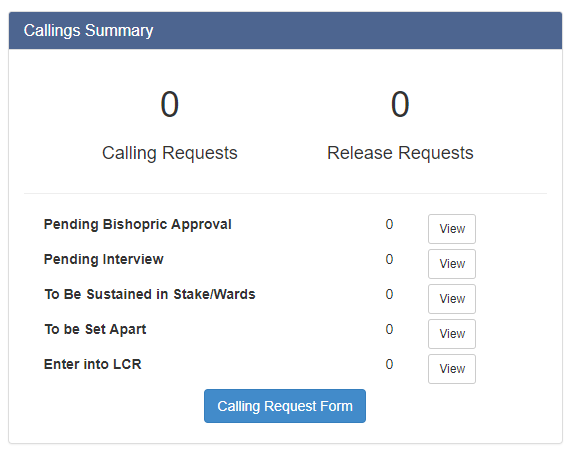 Callings Summary
0 0
Calling Requests Release Requests
Pending Bishopric Approval 0 View
Pending Interview 0 View
To Be Sustained in Stake/Wards 0 View
To be Set Apart 0 View
Enter into LCR 0 View
Calling Request Form